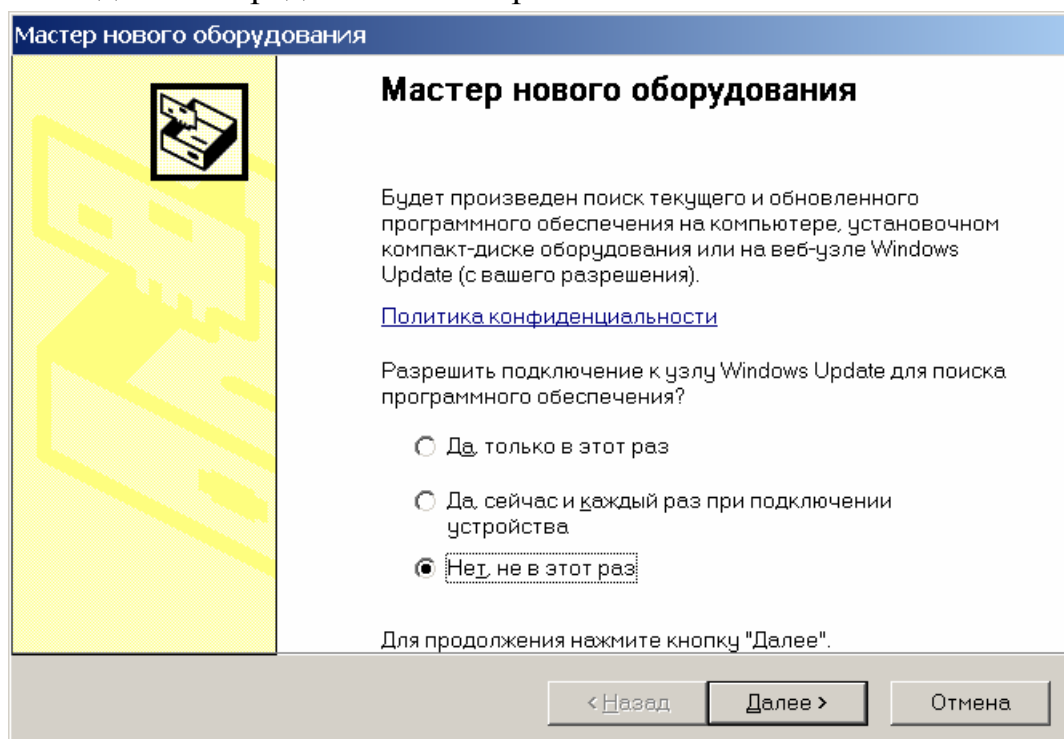 Мастер нового оборудования
Мастер нового оборудования
Будет произведен поиск текущего и обновленного
программного обеспечения на компьютере, установочном
компакт-диске оборудования или на веб-узле Windows
Update (с вашего разрешения).
Политика конфиденциальности
Разрешить подключение к узлу Windows Update для поиска
программного обеспечения?
Да, только в этот раз
Да, сейчас и каждый раз при подключении
устройства
Нет, не в этот раз
Для продолжения нажмите кнопку "Далее".
< Назад
Далее >
Отмена